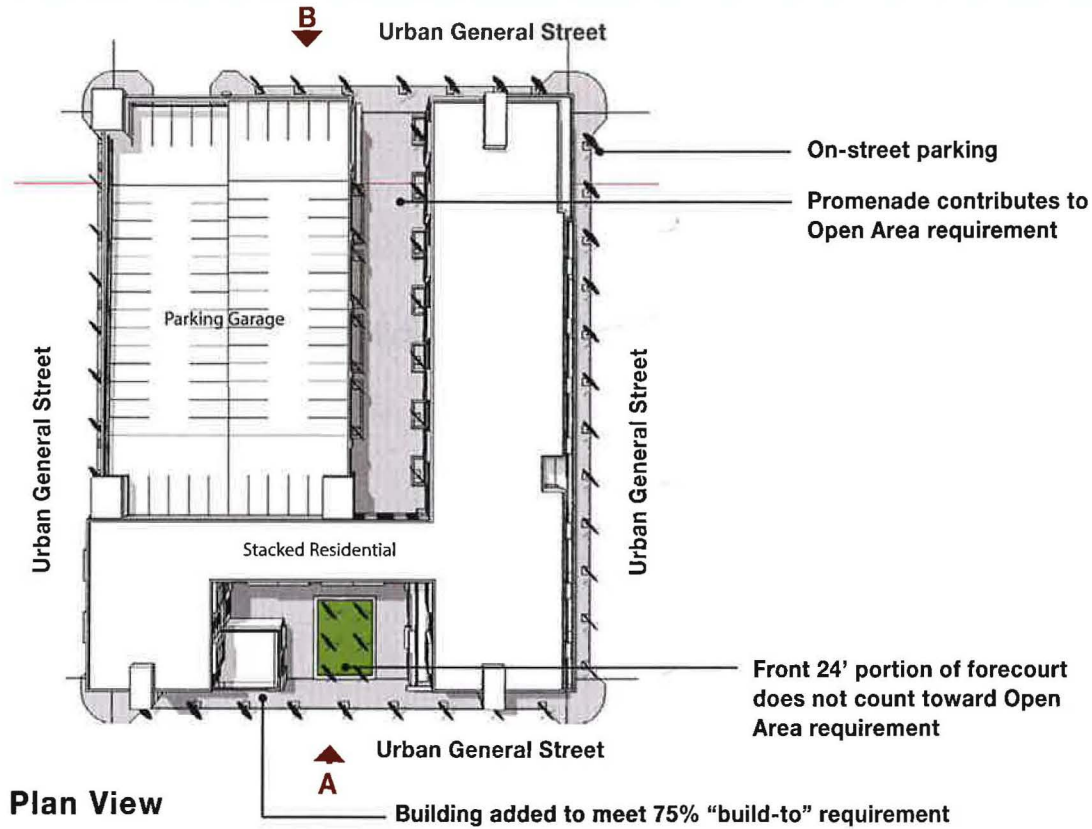 B
Urban General Street
On-street parking
Promenade contributes to
Open Area requirement
Parking Garage
Urban General Street
Urban General Street
Stacked Residential
Front 24' portion of forecourt
does not count toward Open
Area requirement
Urban General Street
A
Plan View
Building added to meet 75% “build-to” requirement